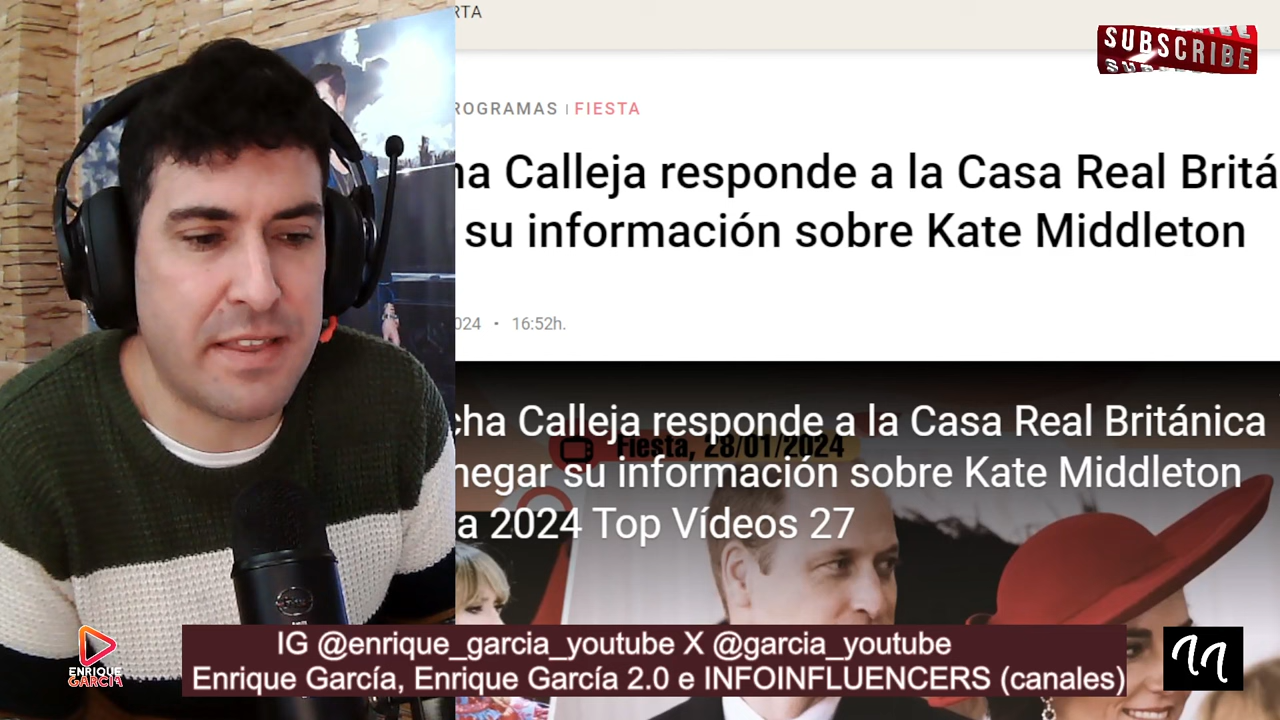 RTA
SUBSCRIBE
ROGRAMAS | FIESTA
na Calleja responde a la Casa Real Britá
su información sobre Kate Middleton
024 • 16:52h.
cha Calleja responde a la Casa Real Británica
Fiesta, 28/01/2024
negar su información sobre Kate Middleton
a 2024 Top Vídeos 27
IG @enrique_garcia_youtube X @garcia_youtube
Enrique García, Enrique García 2.0 e INFOINFLUENCERS (canales)
ENRIQUE
GARCIA